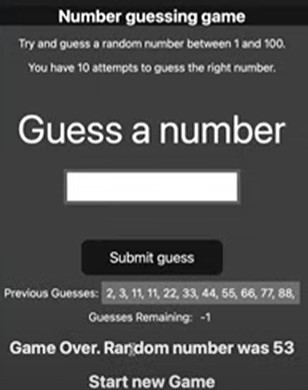 Number guessing game
Try and guess a random number between 1 and 100.
You have 10 attempts to guess the right number.
Guess a number
Submit guess
Previous Guesses: 2, 3, 11, 11, 22, 33, 44, 55, 66, 77, 88,
Guesses Remaining: -1
Game Over. Random number was 53
Start new Game